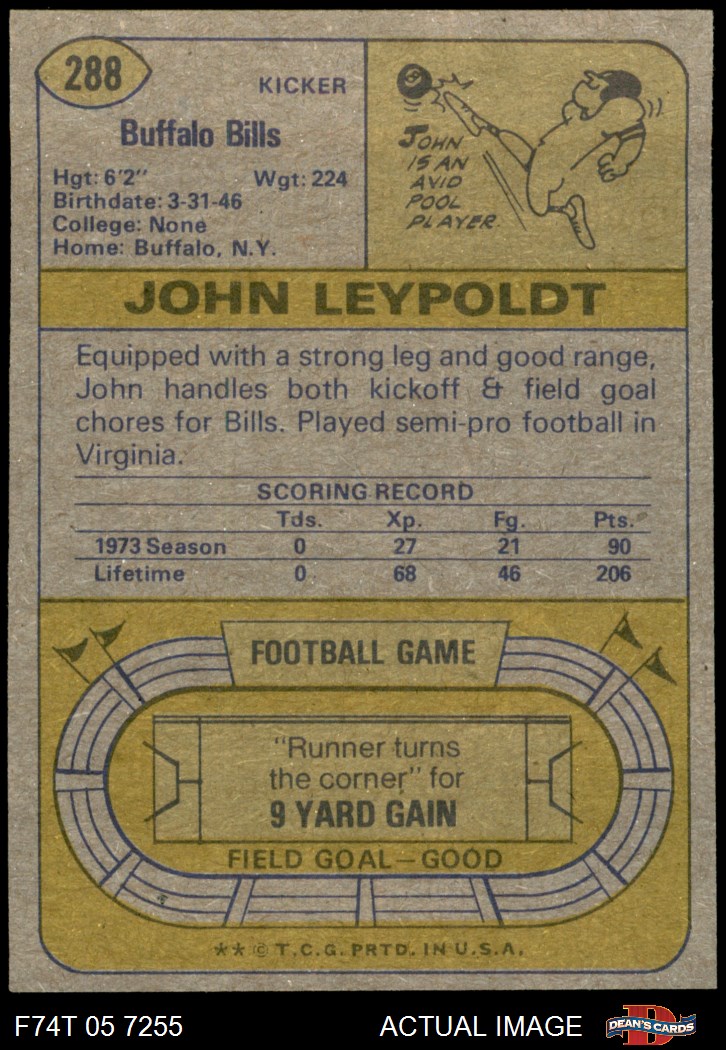 288
KICKER
Buffalo Bills
Hgt: 6'2" Wgt: 224
Birthdate: 3-31-46
College: None
Home: Buffalo, N.Y.
JOHN
IS AN
AVID
POOL
PLAYER.
8
JOHN LEYPOLDT
Equipped with a strong leg and good range,
John handles both kickoff & field goal
chores for Bills. Played semi-pro football in
Virginia.
SCORING RECORD
Tds. Xp. Fg. Pts.
1973 Season 0 27 21 90
Lifetime 0 68 46 206
FOOTBALL GAME
"Runner turns
the corner" for
9 YARD GAIN
FIELD GOAL—GOOD
** © T.C.G. PRTD. IN U.S.A.
F74T 05 7255 ACTUAL IMAGE
D
DEAN'S CARDS